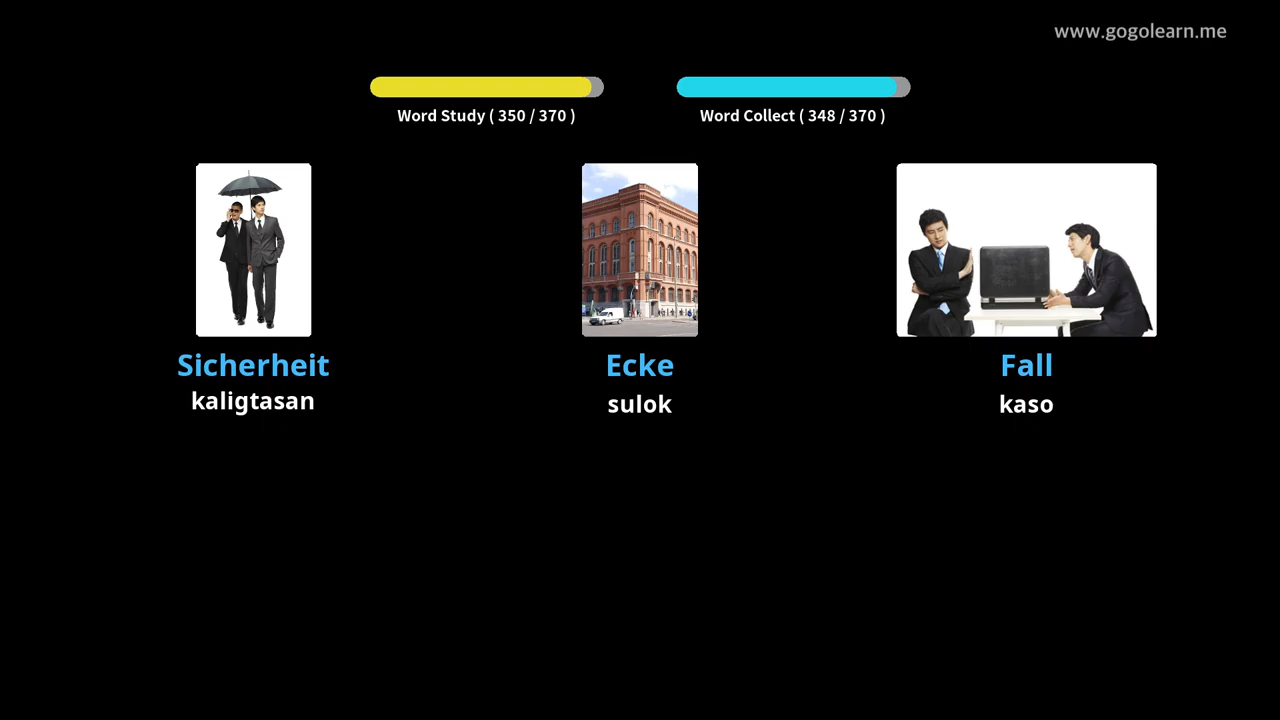 www.gogolearn.me
Word Study ( 350 / 370 )
Word Collect ( 348 / 370 )
Sicherheit
kaligtasan
Ecke
sulok
Fall
kaso